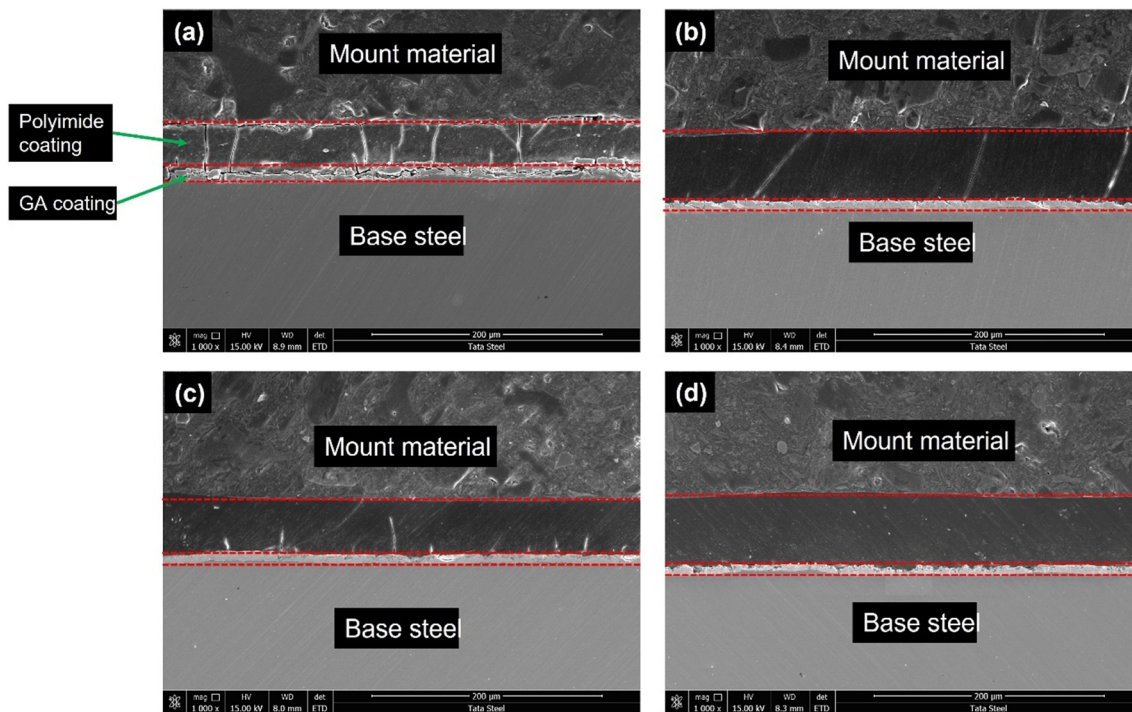 (a)
Mount material
Polyimide
coating
GA coating
Base steel
mag HV WD det
1 000 x 15.00 kV 8.9 mm ETD
200 µm
Tata Steel
(b)
Mount material
Base steel
mag HV WD det
1 000 x 15.00 kV 8.4 mm ETD
200 µm
Tata Steel
(c)
Mount material
Base steel
mag HV WD det
1 000 x 15.00 kV 8.0 mm ETD
200 µm
Tata Steel
(d)
Mount material
Base steel
mag HV WD det
1 000 x 15.00 kV 8.3 mm ETD
200 µm
Tata Steel